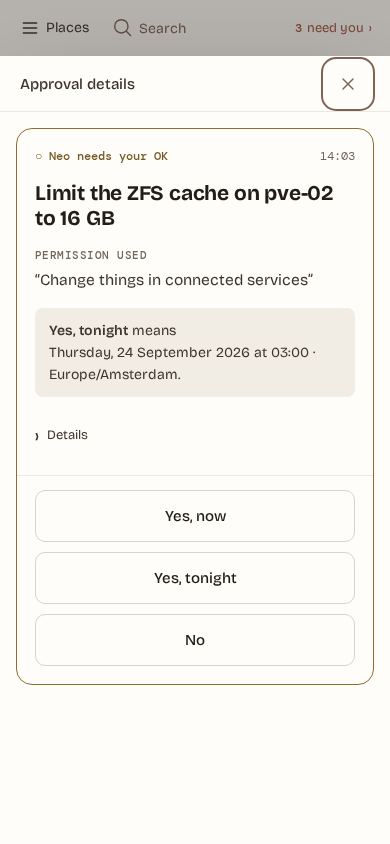 Places
Search
3 need you ›
Approval details
○ Neo needs your OK
14:03
Limit the ZFS cache on pve-02
to 16 GB
PERMISSION USED
“Change things in connected services”
Yes, tonight means
Thursday, 24 September 2026 at 03:00 ·
Europe/Amsterdam.
› Details
Yes, now
Yes, tonight
No